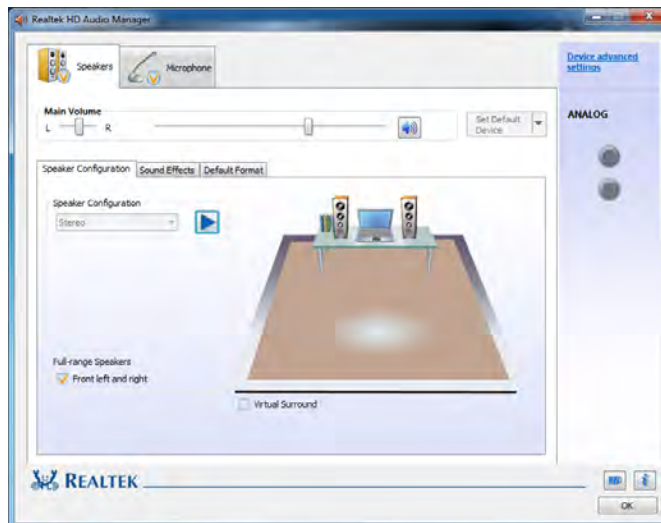 Realtek HD Audio Manager
Speakers
Microphone
Device advanced
settings
Main Volume
L
R
Set Default
Device
ANALOG
Speaker Configuration
Sound Effects
Default Format
Speaker Configuration
Stereo
Full-range Speakers
Front left and right
Virtual Surround
REALTEK
OK